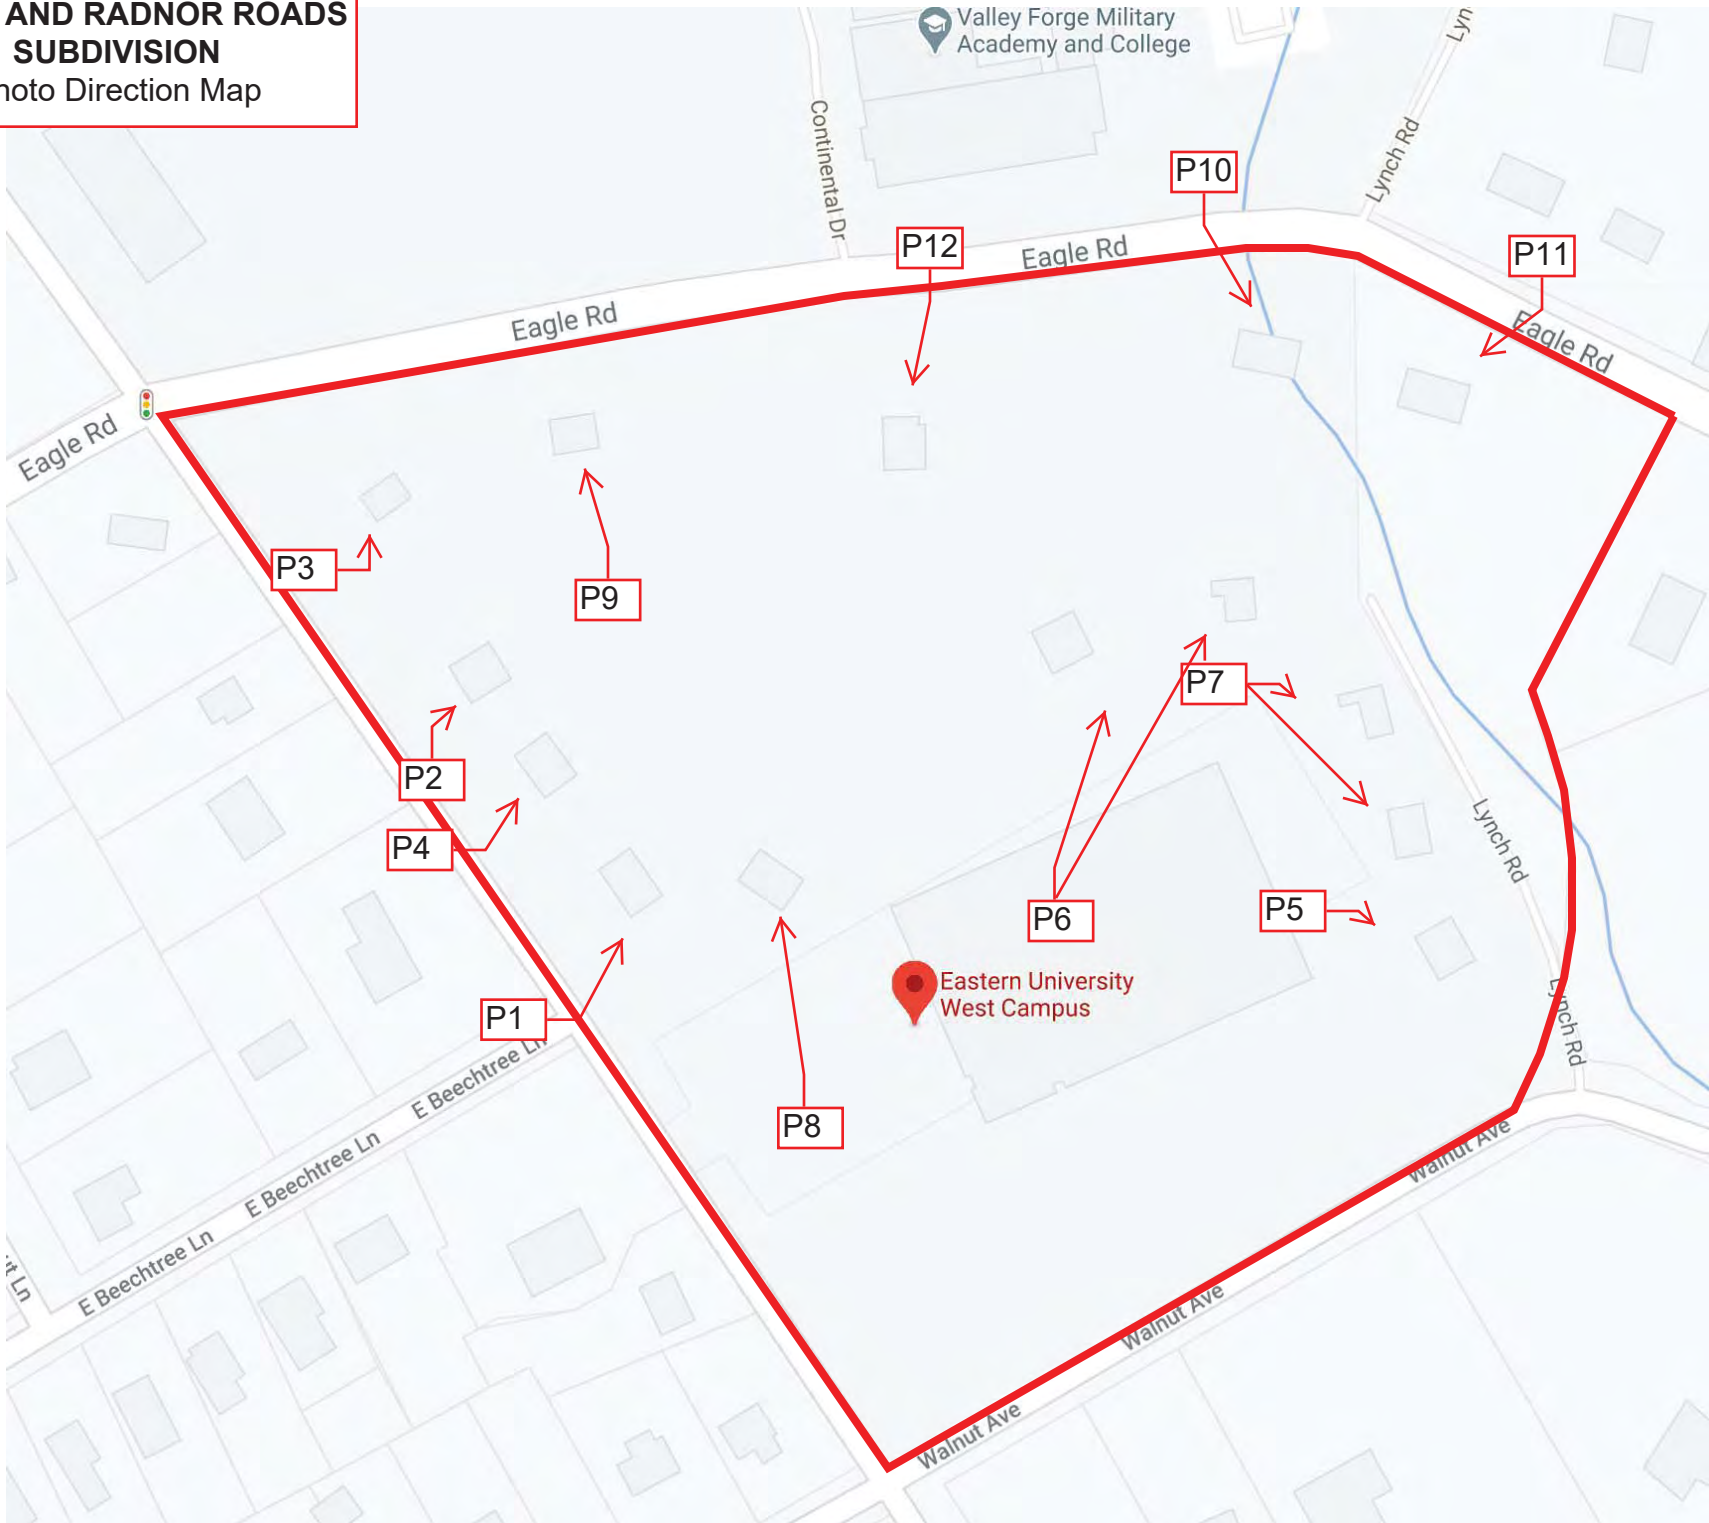 AND RADNOR ROADS
SUBDIVISION
hoto Direction Map
Valley Forge Military
Academy and College
Lyn
Continental Dr
Lynch Rd
P10
P12
Eagle Rd
P11
Eagle Rd
Eagle Rd
Eagle Rd
P3
P9
P7
P2
P4
Lynch Rd
P6
P5
Eastern University
West Campus
P1
Lynch Rd
E Beechtree Ln
P8
E Beechtree Ln
Walnut Ave
E Beechtree Ln
Ln
Walnut Ave
Walnut Ave